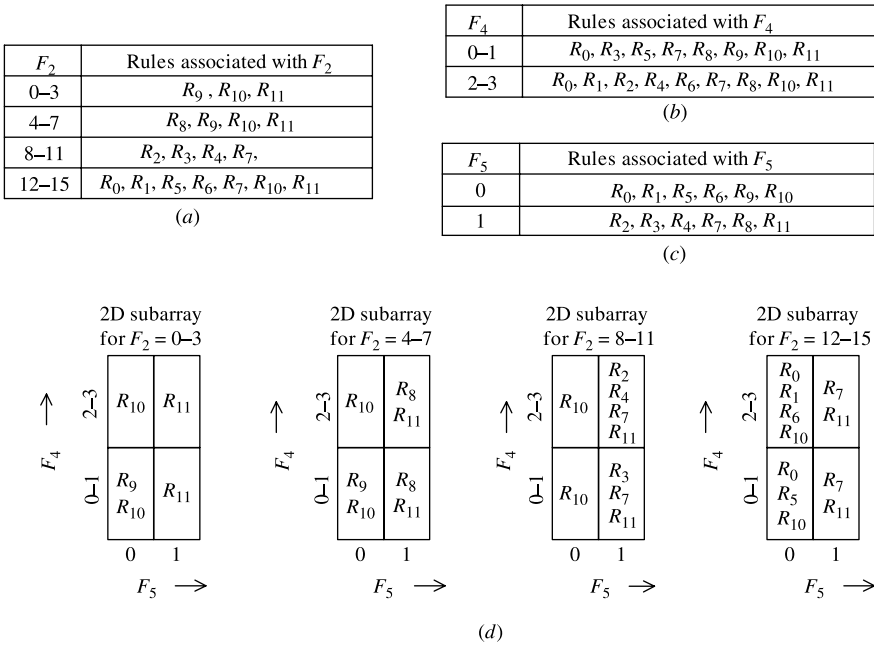 F2 Rules associated with F2
0–3 R9 , R10, R11
4–7 R8, R9, R10, R11
8–11 R2, R3, R4, R7,
12–15 R0, R1, R5, R6, R7, R10, R11
(a)
F4 Rules associated with F4
0–1 R0, R3, R5, R7, R8, R9, R10, R11
2–3 R0, R1, R2, R4, R6, R7, R8, R10, R11
(b)
F5 Rules associated with F5
0 R0, R1, R5, R6, R9, R10
1 R2, R3, R4, R7, R8, R11
(c)
2D subarray
for F2 = 0–3
F4
2–3
R10
R11
0–1
R9
R10
R11
0 1
F5
2D subarray
for F2 = 4–7
F4
2–3
R10
R8
R11
0–1
R9
R10
R8
R11
0 1
F5
2D subarray
for F2 = 8–11
F4
2–3
R10
R2
R4
R7
R11
0–1
R10
R3
R7
R11
0 1
F5
2D subarray
for F2 = 12–15
F4
2–3
R0
R1
R6
R10
R7
R11
0–1
R0
R5
R10
R7
R11
0 1
F5
(d)